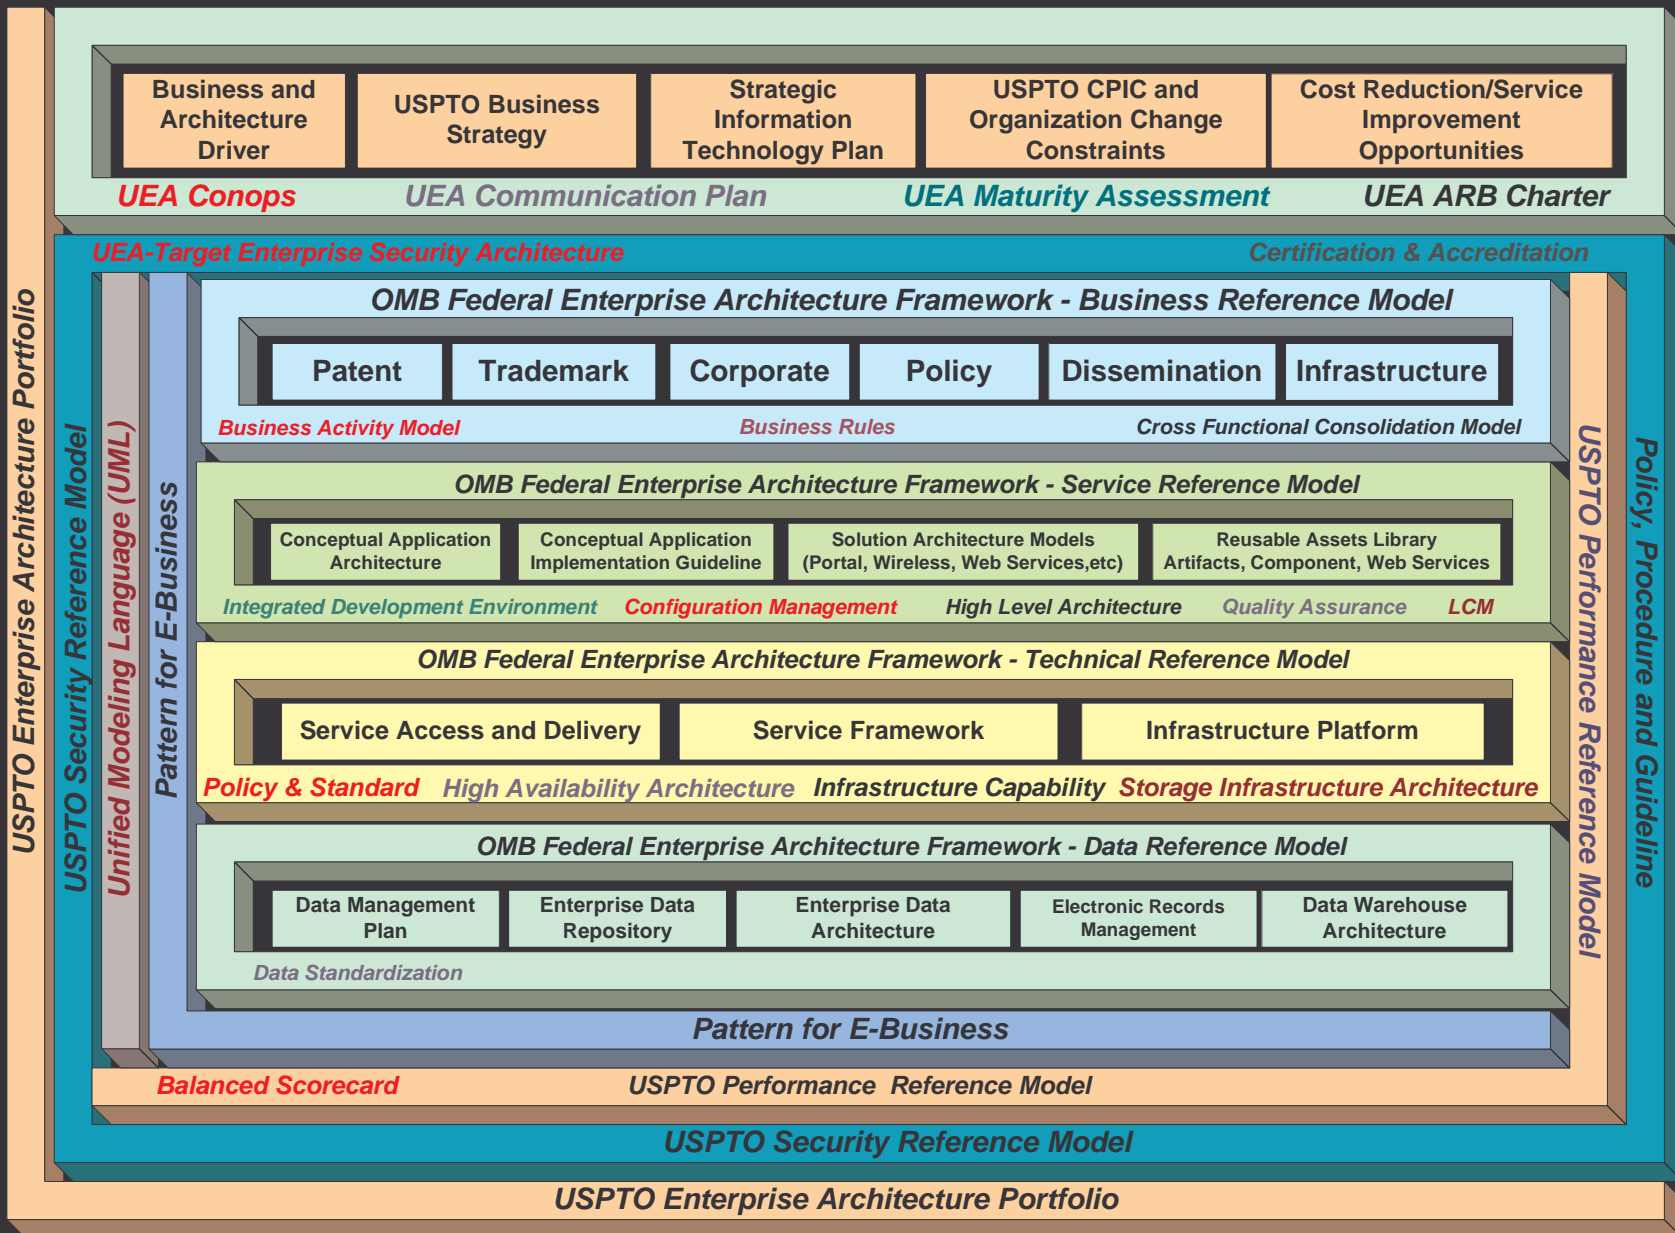 Business and
Architecture
Driver
USPTO Business
Strategy
Strategic
Information
Technology Plan
USPTO CPIC and
Organization Change
Constraints
Cost Reduction/Service
Improvement
Opportunities
UEA Conops
UEA Communication Plan
UEA Maturity Assessment
UEA ARB Charter
UEA-Target Enterprise Security Architecture
Certification & Accreditation
USPTO Enterprise Architecture Portfolio
USPTO Security Reference Model
Unified Modeling Language (UML)
Pattern for E-Business
OMB Federal Enterprise Architecture Framework - Business Reference Model
Patent
Trademark
Corporate
Policy
Dissemination
Infrastructure
Business Activity Model
Business Rules
Cross Functional Consolidation Model
OMB Federal Enterprise Architecture Framework - Service Reference Model
Conceptual Application
Architecture
Conceptual Application
Implementation Guideline
Solution Architecture Models
(Portal, Wireless, Web Services,etc)
Reusable Assets Library
Artifacts, Component, Web Services
Integrated Development Environment
Configuration Management
High Level Architecture
Quality Assurance
LCM
OMB Federal Enterprise Architecture Framework - Technical Reference Model
Service Access and Delivery
Service Framework
Infrastructure Platform
Policy & Standard
High Availability Architecture
Infrastructure Capability
Storage Infrastructure Architecture
OMB Federal Enterprise Architecture Framework - Data Reference Model
Data Management
Plan
Enterprise Data
Repository
Enterprise Data
Architecture
Electronic Records
Management
Data Warehouse
Architecture
Data Standardization
USPTO Performance Reference Model
Policy, Procedure and Guideline
Pattern for E-Business
Balanced Scorecard
USPTO Performance  Reference Model
USPTO Security Reference Model
USPTO Enterprise Architecture Portfolio